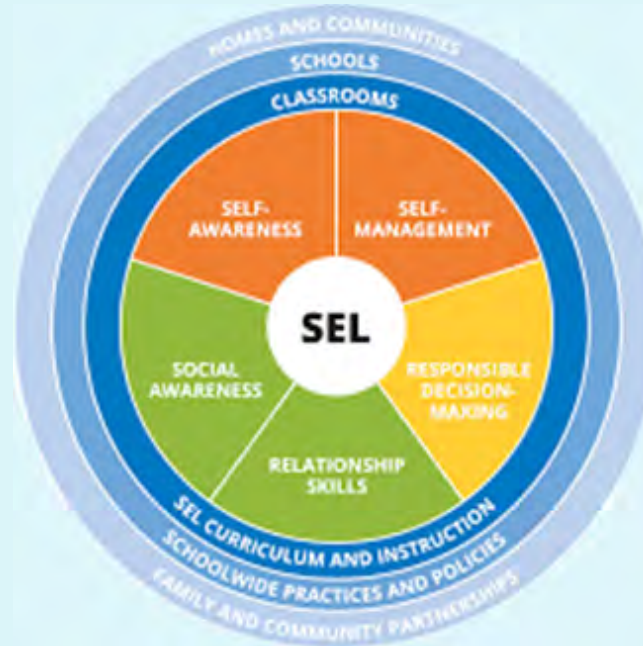 HOMES AND COMMUNITIES
SCHOOLS
CLASSROOMS
SELF-
AWARENESS
SELF-
MANAGEMENT
SEL
SOCIAL
AWARENESS
RESPONSIBLE
DECISION-
MAKING
RELATIONSHIP
SKILLS
SEL CURRICULUM AND INSTRUCTION
SCHOOLWIDE PRACTICES AND POLICIES
FAMILY AND COMMUNITY PARTNERSHIPS